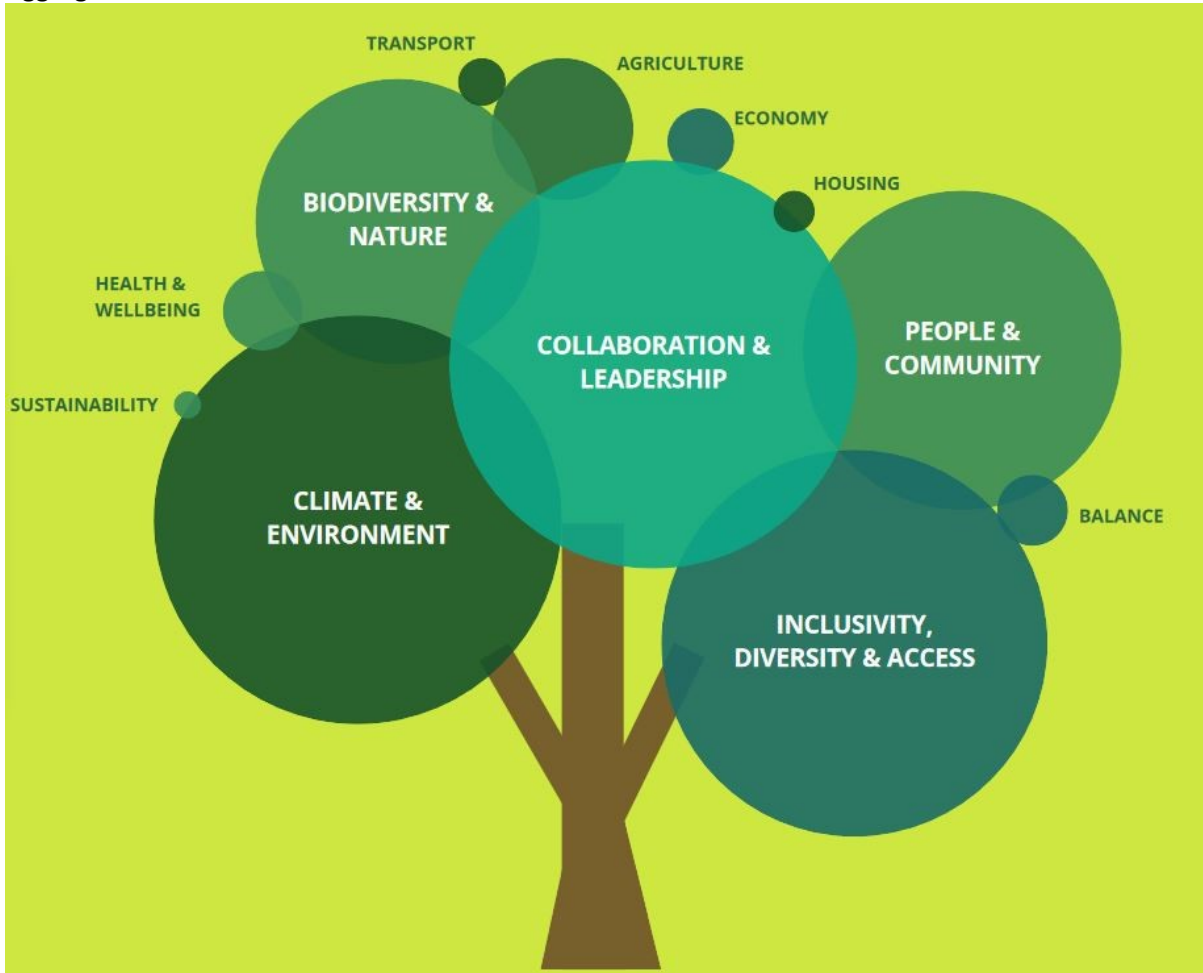 TRANSPORT
AGRICULTURE
ECONOMY
HOUSING
BIODIVERSITY &
NATURE
HEALTH &
WELLBEING
COLLABORATION &
LEADERSHIP
PEOPLE &
COMMUNITY
SUSTAINABILITY
CLIMATE &
ENVIRONMENT
BALANCE
INCLUSIVITY,
DIVERSITY & ACCESS